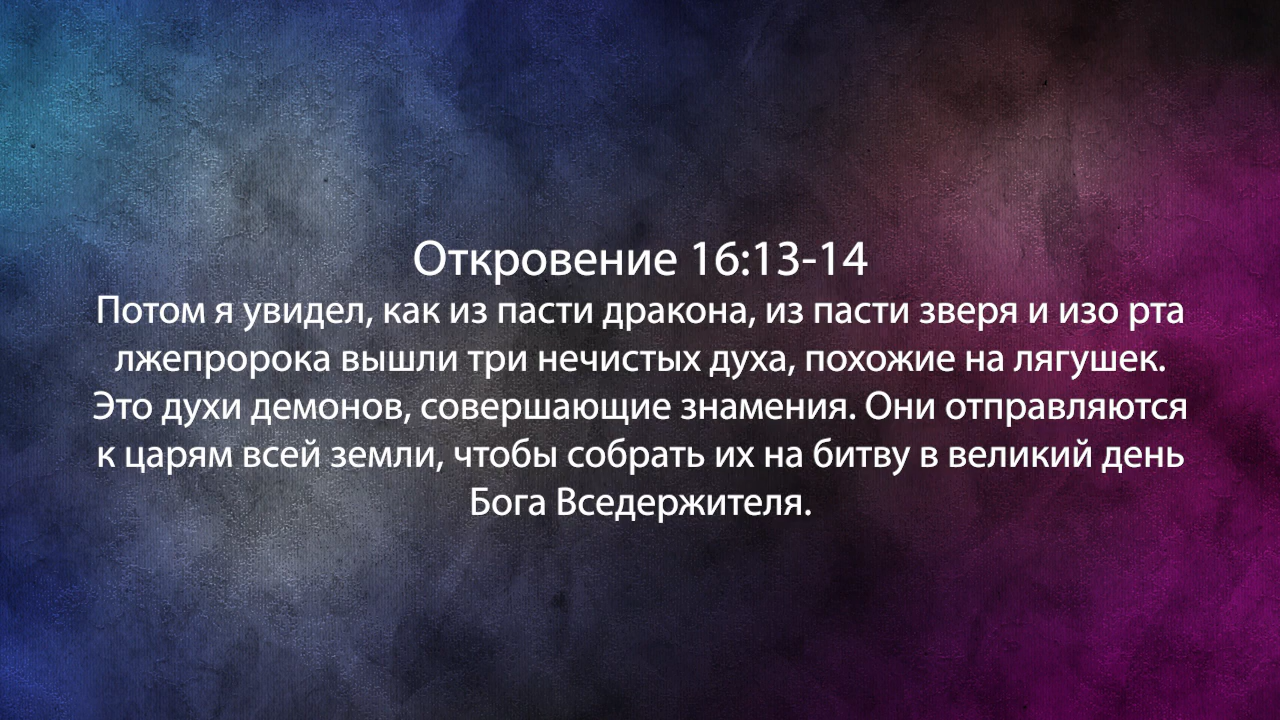 Откровение 16:13-14
Потом я увидел, как из пасти дракона, из пасти зверя и изо рта
лжепророка вышли три нечистых духа, похожие на лягушек.
Это духи демонов, совершающие знамения. Они отправляются
к царям всей земли, чтобы собрать их на битву в великий день
Бога Вседержителя.